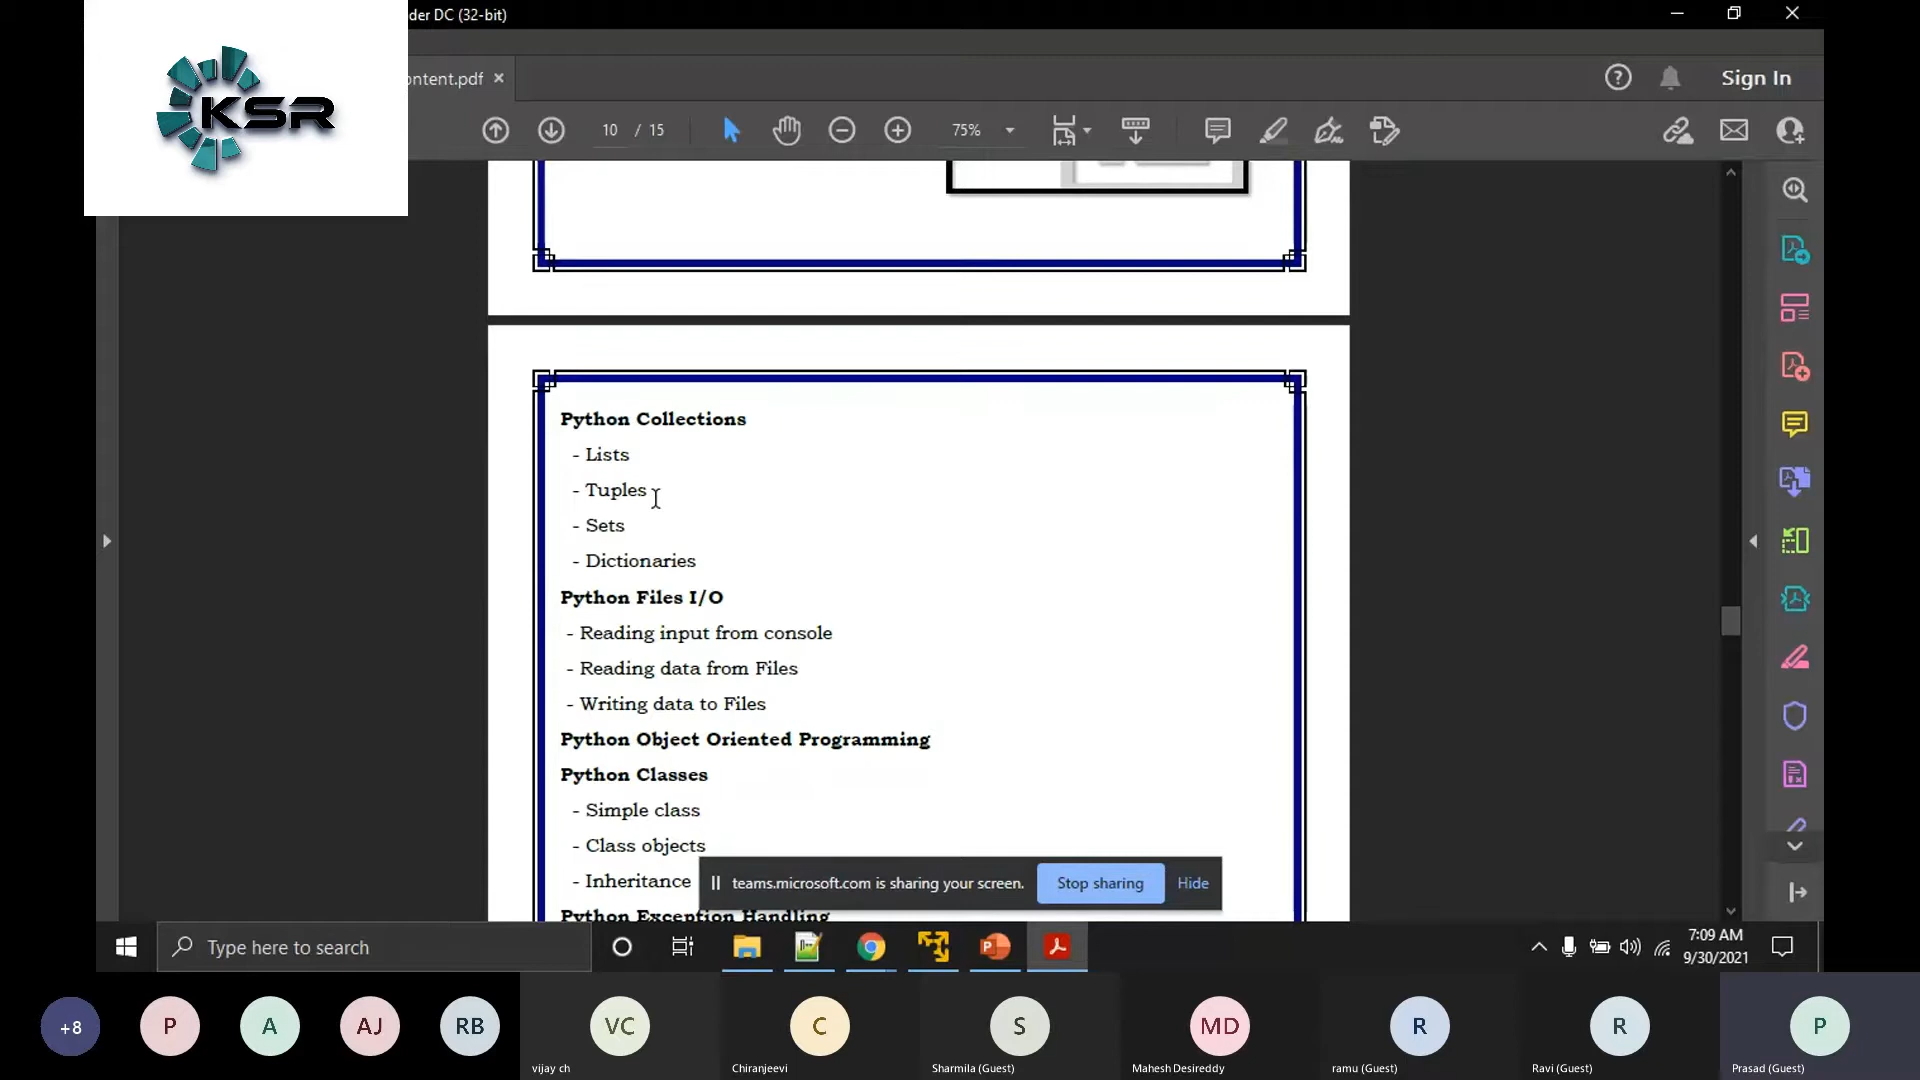 der DC (32-bit)
KSR
ontent.pdf
Sign In
10 / 15
75%
Python Collections
- Lists
- Tuples
- Sets
- Dictionaries
Python Files I/O
- Reading input from console
- Reading data from Files
- Writing data to Files
Python Object Oriented Programming
Python Classes
- Simple class
- Class objects
- Inheritance
teams.microsoft.com is sharing your screen.
Stop sharing
Hide
Python Exception Handling
Type here to search
7:09 AM
9/30/2021
+8
P
A
AJ
RB
VC
C
S
MD
R
R
P
vijay ch
Chiranjeevi
Sharmila (Guest)
Mahesh Desireddy
ramu (Guest)
Ravi (Guest)
Prasad (Guest)